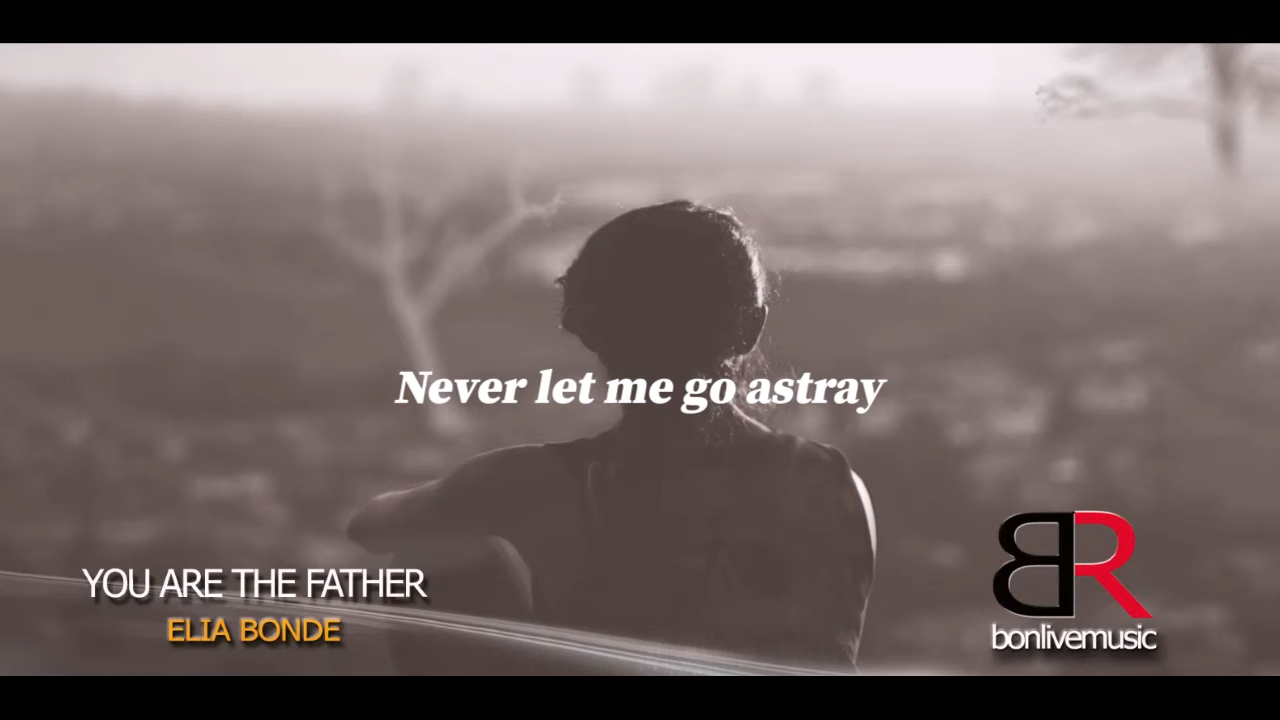 Never let me go astray
YOU ARE THE FATHER
ELIA BONDE
BR
bonlivemusic